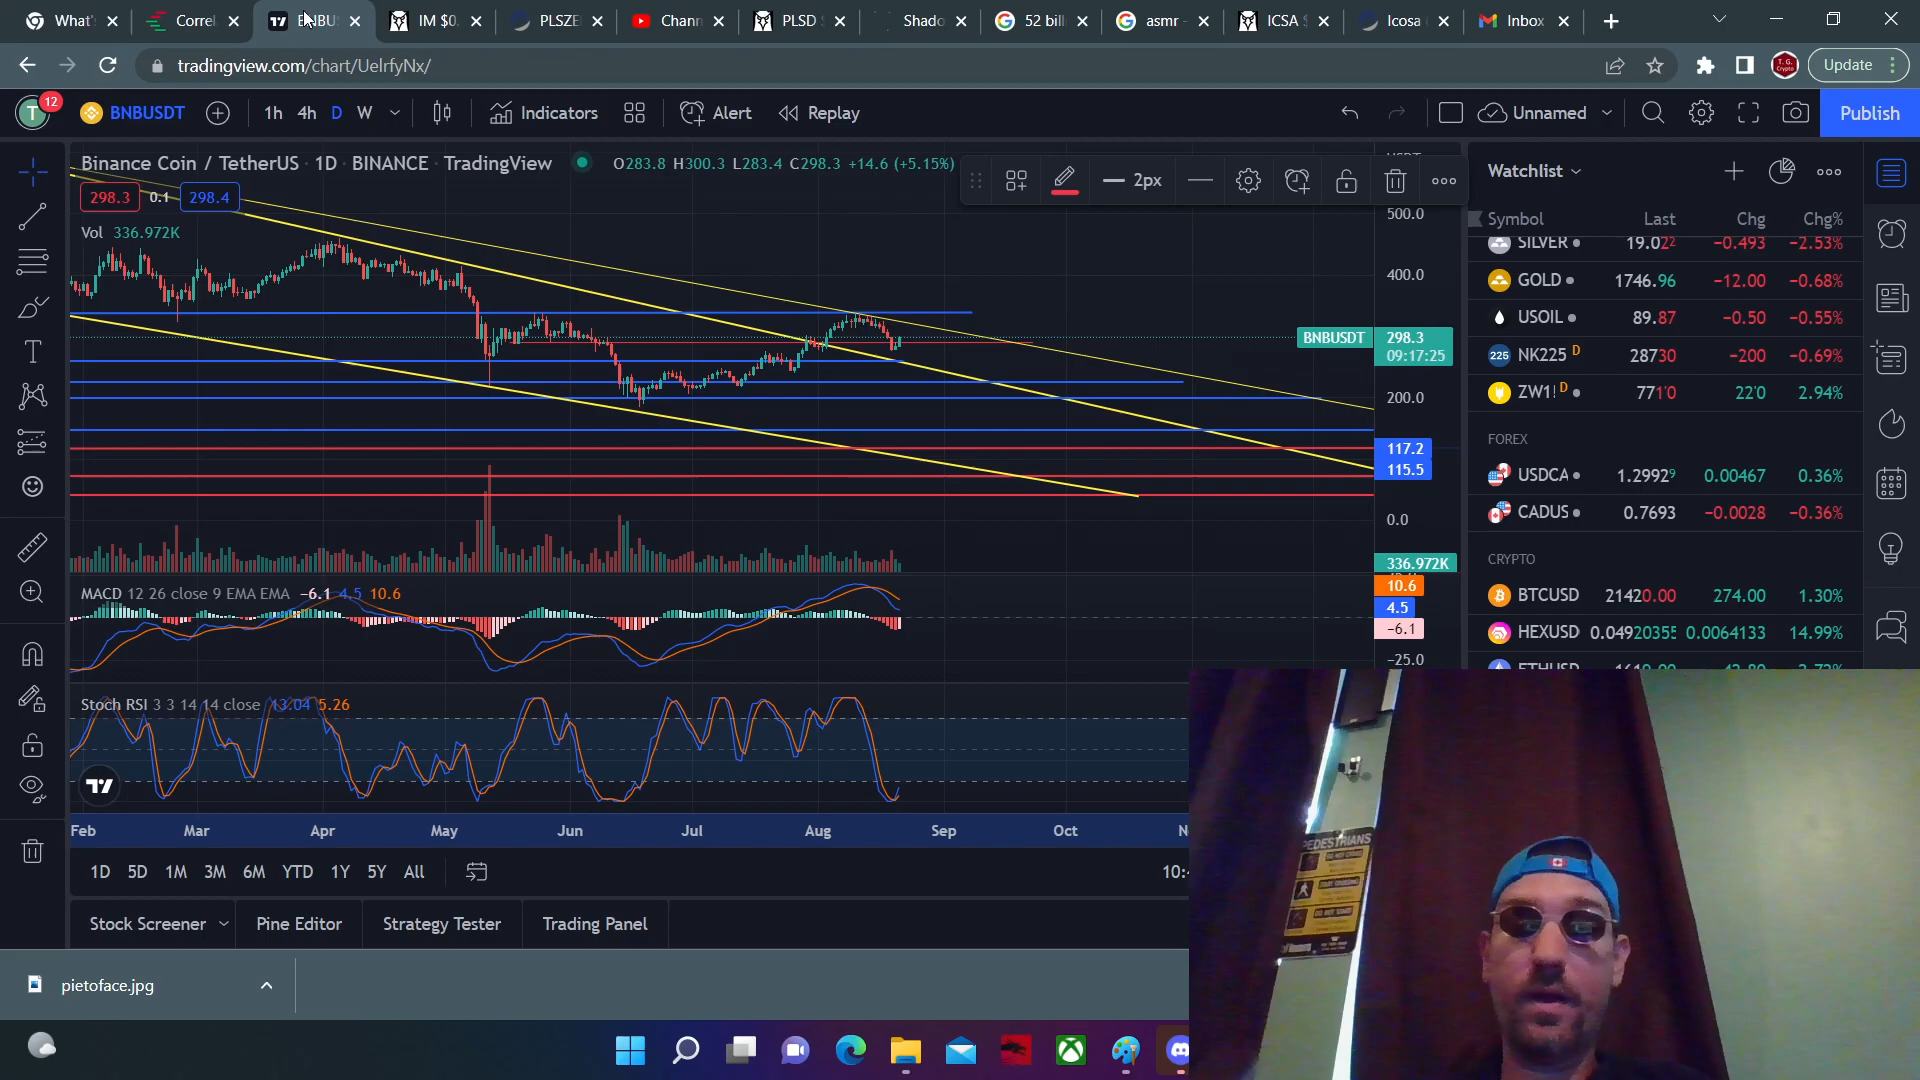 What's
Correl
BNBUS
IM $0.
PLSZE
Chann
PLSD $
Shado
52 bill
asmr -
ICSA $
Icosa
Inbox
tradingview.com/chart/UelrfyNx/
T. G. Crypto
Update
T
12
BNBUSDT
1h
4h
D
W
Indicators
Alert
Replay
Unnamed
Publish
Binance Coin / TetherUS · 1D · BINANCE · TradingView
O283.8 H300.3 L283.4 C298.3 +14.6 (+5.15%)
298.3
0.1
298.4
2px
Vol 336.972K
500.0
400.0
BNBUSDT
298.3
09:17:25
200.0
117.2
115.5
0.0
336.972K
MACD 12 26 close 9 EMA EMA −6.1 4.5 10.6
10.6
4.5
−6.1
−25.0
Stoch RSI 3 3 14 14 close 13.04 5.26
Feb
Mar
Apr
May
Jun
Jul
Aug
Sep
Oct
1D
5D
1M
3M
6M
YTD
1Y
5Y
All
Stock Screener
Pine Editor
Strategy Tester
Trading Panel
Watchlist
Symbol Last Chg Chg%
SILVER 19.022 −0.493 −2.53%
GOLD 1746.96 −12.00 −0.68%
USOIL 89.87 −0.50 −0.55%
225 NK225 D 28730 −200 −0.69%
ZW1! D 771'0 22'0 2.94%
FOREX
USDCA 1.29929 0.00467 0.36%
CADUS 0.7693 −0.0028 −0.36%
CRYPTO
BTCUSD 21420.00 274.00 1.30%
HEXUSD 0.04920355 0.0064133 14.99%
PEDESTRIANS
pietoface.jpg